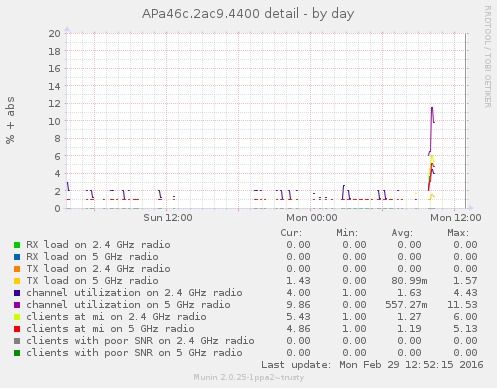 APa46c.2ac9.4400 detail - by day
RRDTOOL / TOBI OETIKER
% + abs
20
18
16
14
12
10
8
6
4
2
0
Sun 12:00 Mon 00:00 Mon 12:00
Cur: Min: Avg: Max:
RX load on 2.4 GHz radio 0.00 0.00 0.00 0.00
RX load on 5 GHz radio 0.00 0.00 0.00 0.00
TX load on 2.4 GHz radio 0.00 0.00 0.00 0.00
TX load on 5 GHz radio 1.43 0.00 80.99m 1.57
channel utilization on 2.4 GHz radio 4.00 1.00 1.63 4.43
channel utilization on 5 GHz radio 9.86 0.00 557.27m 11.53
clients at mi on 2.4 GHz radio 5.43 1.00 1.27 6.00
clients at mi on 5 GHz radio 4.86 1.00 1.19 5.13
clients with poor SNR on 2.4 GHz radio 0.00 0.00 0.00 0.00
clients with poor SNR on 5 GHz radio 0.00 0.00 0.00 0.00
Last update: Mon Feb 29 12:52:15 2016
Munin 2.0.25-1ppa2~trusty